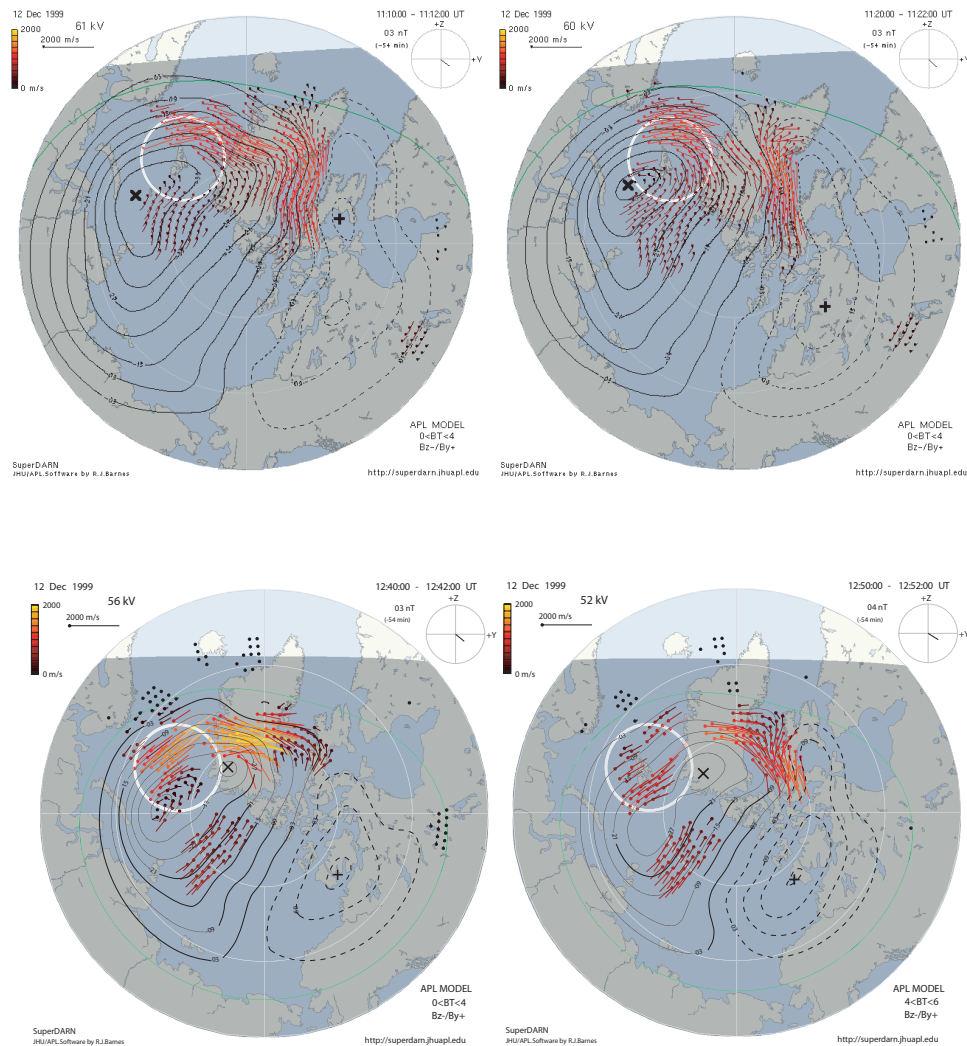 12 Dec 1999
61 kV
11:10:00 - 11:12:00 UT
2000
2000 m/s
0 m/s
03 nT
(-54 min)
+Z
+Y
APL MODEL
0<BT<4
Bz-/By+
SuperDARN
JHU/APL.Software by R.J.Barnes
http://superdarn.jhuapl.edu
12 Dec 1999
60 kV
11:20:00 - 11:22:00 UT
2000
2000 m/s
0 m/s
03 nT
(-54 min)
+Z
+Y
APL MODEL
0<BT<4
Bz-/By+
SuperDARN
JHU/APL.Software by R.J.Barnes
http://superdarn.jhuapl.edu
12 Dec 1999
56 kV
12:40:00 - 12:42:00 UT
2000
2000 m/s
0 m/s
03 nT
(-54 min)
+Z
+Y
APL MODEL
0<BT<4
Bz-/By+
SuperDARN
JHU/APL.Software by R.J.Barnes
http://superdarn.jhuapl.edu
12 Dec 1999
52 kV
12:50:00 - 12:52:00 UT
2000
2000 m/s
0 m/s
04 nT
(-54 min)
+Z
+Y
APL MODEL
4<BT<6
Bz-/By+
SuperDARN
JHU/APL.Software by R.J.Barnes
http://superdarn.jhuapl.edu